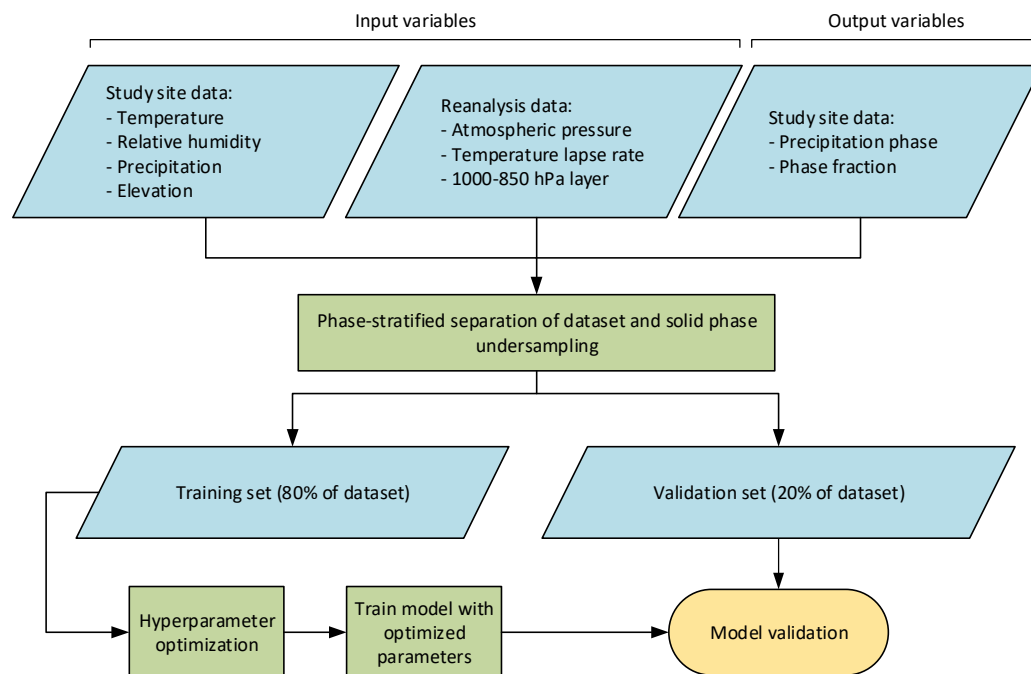 Input variables
Output variables
Study site data:
- Temperature
- Relative humidity
- Precipitation
- Elevation
Reanalysis data:
- Atmospheric pressure
- Temperature lapse rate
- 1000-850 hPa layer
Study site data:
- Precipitation phase
- Phase fraction
Phase-stratified separation of dataset and solid phase
undersampling
Training set (80% of dataset)
Validation set (20% of dataset)
Hyperparameter
optimization
Train model with
optimized
parameters
Model validation